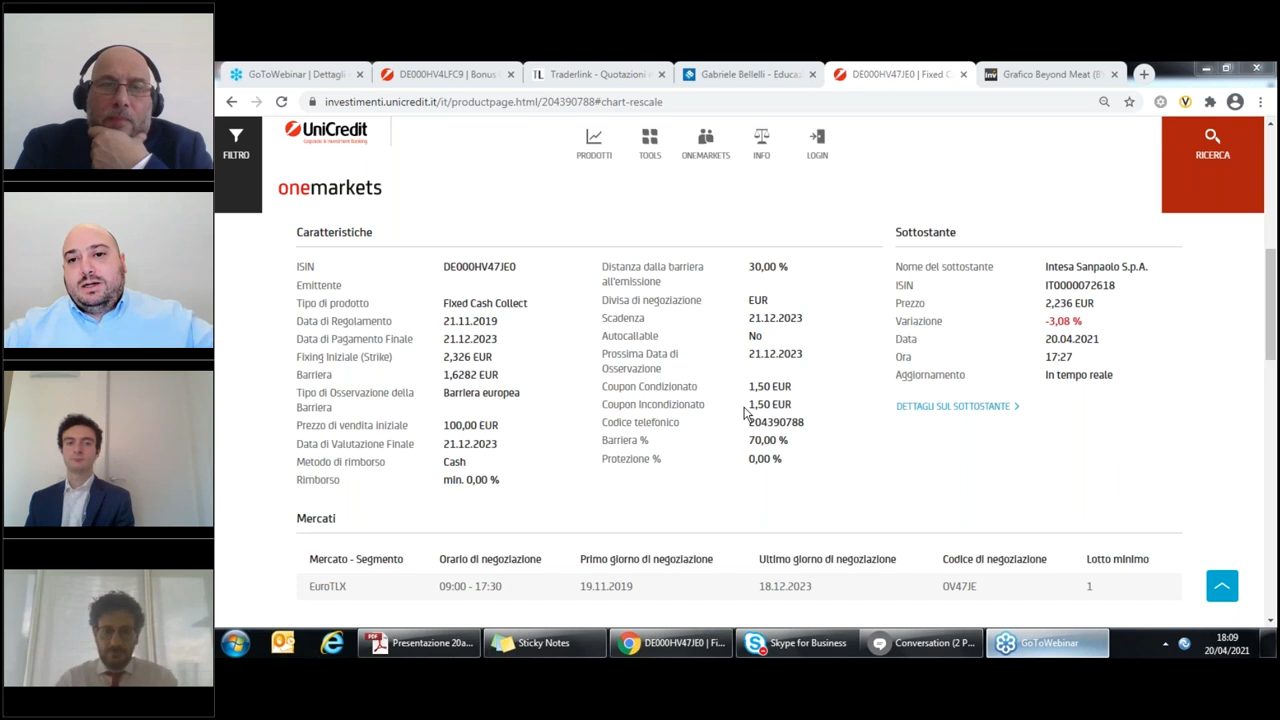 GoToWebinar | Dettagli
DE000HV4LFC9 | Bonus
Traderlink - Quotazioni e
Gabriele Bellelli - Educaz
DE000HV47JE0 | Fixed C
Grafico Beyond Meat (B
investimenti.unicredit.it/it/productpage.html/204390788#chart-rescale
FILTRO
UniCredit
Corporate & Investment Banking
PRODOTTI
TOOLS
ONEMARKETS
INFO
LOGIN
RICERCA
onemarkets
Caratteristiche
ISIN DE000HV47JE0
Emittente
Tipo di prodotto Fixed Cash Collect
Data di Regolamento 21.11.2019
Data di Pagamento Finale 21.12.2023
Fixing Iniziale (Strike) 2,326 EUR
Barriera 1,6282 EUR
Tipo di Osservazione della Barriera europea
Barriera
Prezzo di vendita iniziale 100,00 EUR
Data di Valutazione Finale 21.12.2023
Metodo di rimborso Cash
Rimborso min. 0,00 %
Distanza dalla barriera 30,00 %
all'emissione
Divisa di negoziazione EUR
Scadenza 21.12.2023
Autocallable No
Prossima Data di 21.12.2023
Osservazione
Coupon Condizionato 1,50 EUR
Coupon Incondizionato 1,50 EUR
Codice telefonico 204390788
Barriera % 70,00 %
Protezione % 0,00 %
Sottostante
Nome del sottostante Intesa Sanpaolo S.p.A.
ISIN IT0000072618
Prezzo 2,236 EUR
Variazione -3,08 %
Data 20.04.2021
Ora 17:27
Aggiornamento In tempo reale
DETTAGLI SUL SOTTOSTANTE >
Mercati
Mercato - Segmento Orario di negoziazione Primo giorno di negoziazione Ultimo giorno di negoziazione Codice di negoziazione Lotto minimo
EuroTLX 09:00 - 17:30 19.11.2019 18.12.2023 OV47JE 1
Presentazione 20a...
Sticky Notes
DE000HV47JE0 | Fi...
Skype for Business
Conversation (2 P...
GoToWebinar
18:09
20/04/2021